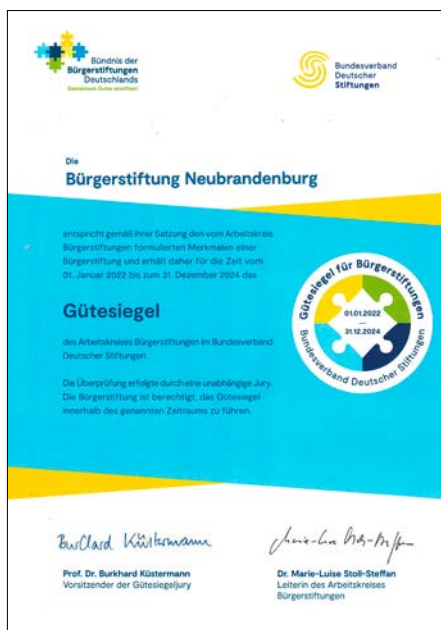 Bündnis der
Bürgerstiftungen
Deutschlands
Gemeinsam Gutes anstiften!
Bundesverband
Deutscher
Stiftungen
Die
Bürgerstiftung Neubrandenburg
entspricht gemäß ihrer Satzung den vom Arbeitskreis
Bürgerstiftungen formulierten Merkmalen einer
Bürgerstiftung und erhält daher für die Zeit vom
01. Januar 2022 bis zum 31. Dezember 2024 das
Gütesiegel
des Arbeitskreises Bürgerstiftungen im Bundesverband
Deutscher Stiftungen.
Die Überprüfung erfolgte durch eine unabhängige Jury.
Die Bürgerstiftung ist berechtigt, das Gütesiegel
innerhalb des genannten Zeitraums zu führen.
Gütesiegel für Bürgerstiftungen
01.01.2022
—
31.12.2024
Bundesverband Deutscher Stiftungen
Burkhard Küstermann
Prof. Dr. Burkhard Küstermann
Vorsitzender der Gütesiegeljury
Dr. Marie-Luise Stoll-Steffan
Leiterin des Arbeitskreises
Bürgerstiftungen